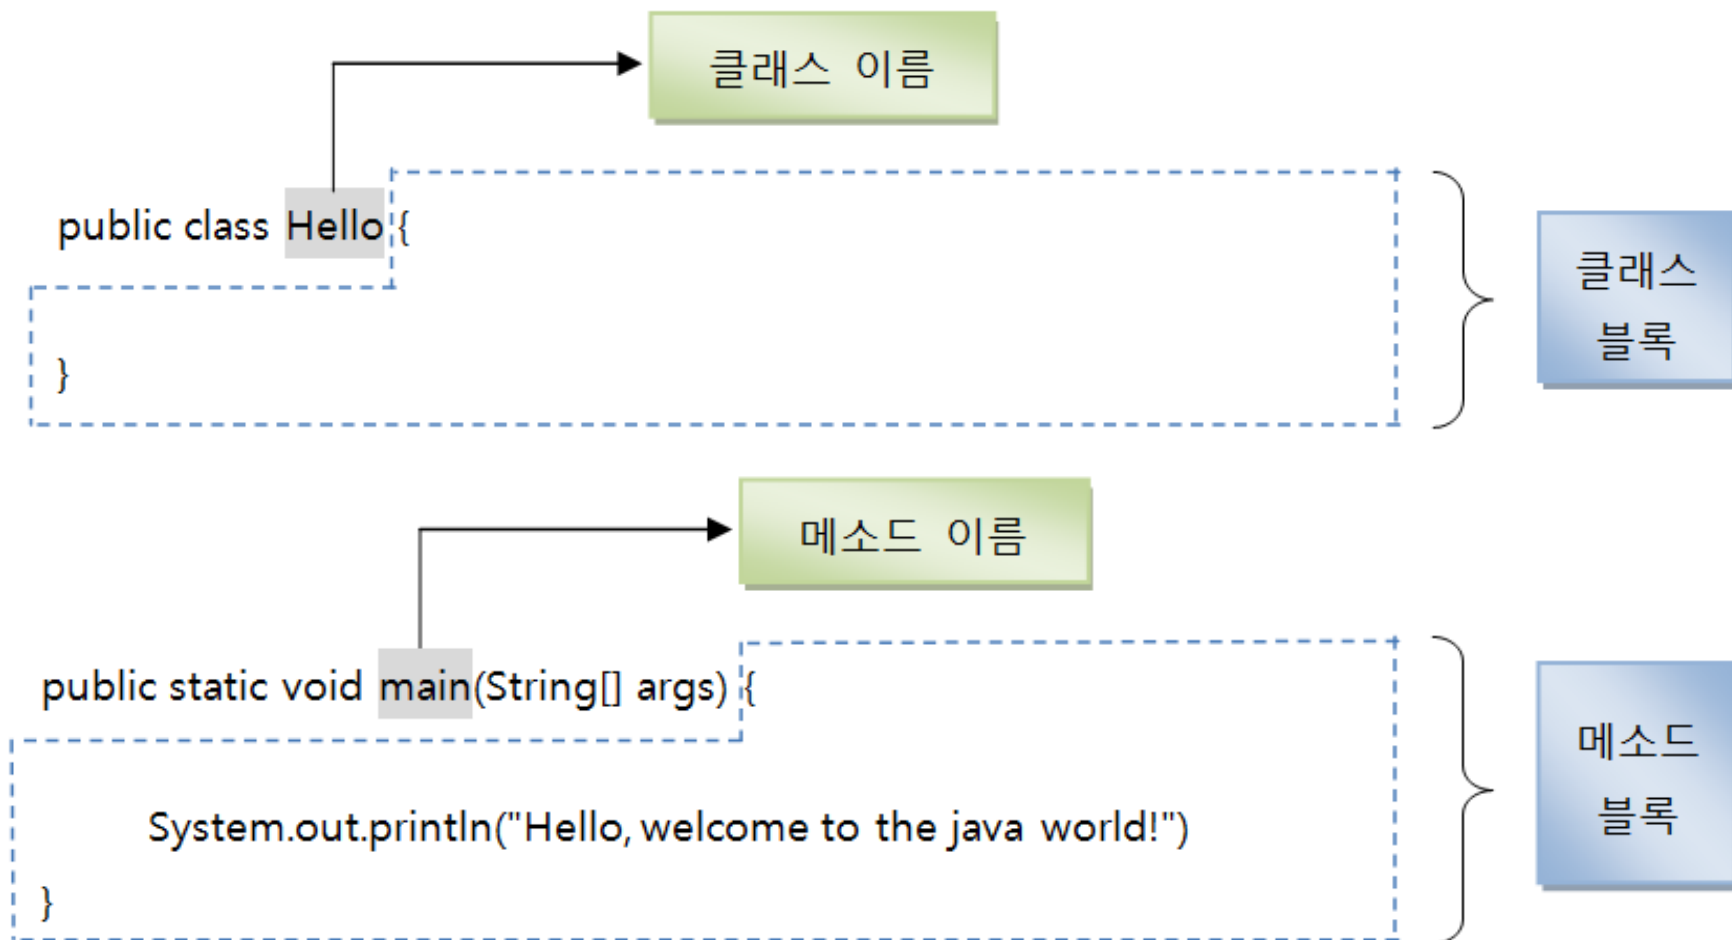 클래스 이름
public class Hello {
클래스
블록
}
메소드 이름
public static void main(String[] args) {
메소드
블록
System.out.println("Hello, welcome to the java world!")
}